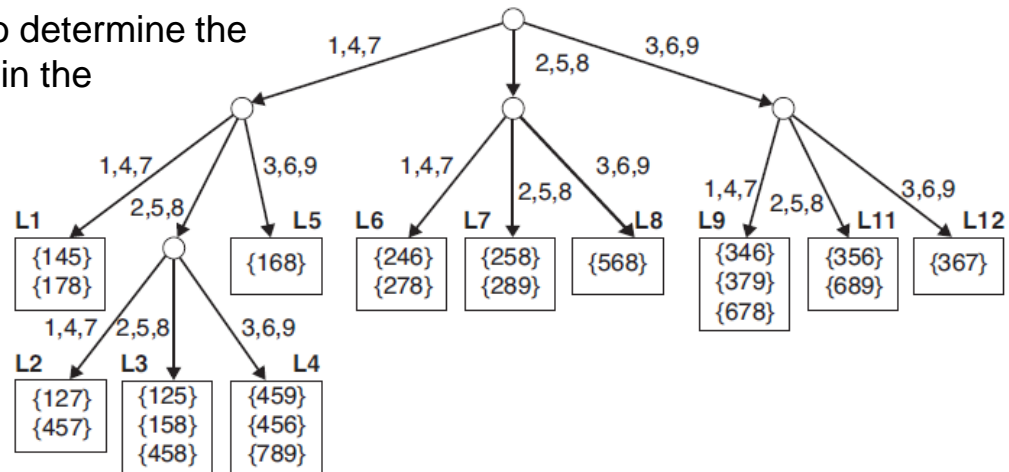 o determine the
in the
1,4,7
2,5,8
3,6,9
1,4,7
2,5,8
3,6,9
1,4,7
2,5,8
3,6,9
1,4,7
2,5,8
3,6,9
L1
L5
L6
L7
L8
L9
L11
L12
{145}
{178}
{168}
{246}
{278}
{258}
{289}
{568}
{346}
{379}
{678}
{356}
{689}
{367}
1,4,7
2,5,8
3,6,9
L2
L3
L4
{127}
{457}
{125}
{158}
{458}
{459}
{456}
{789}